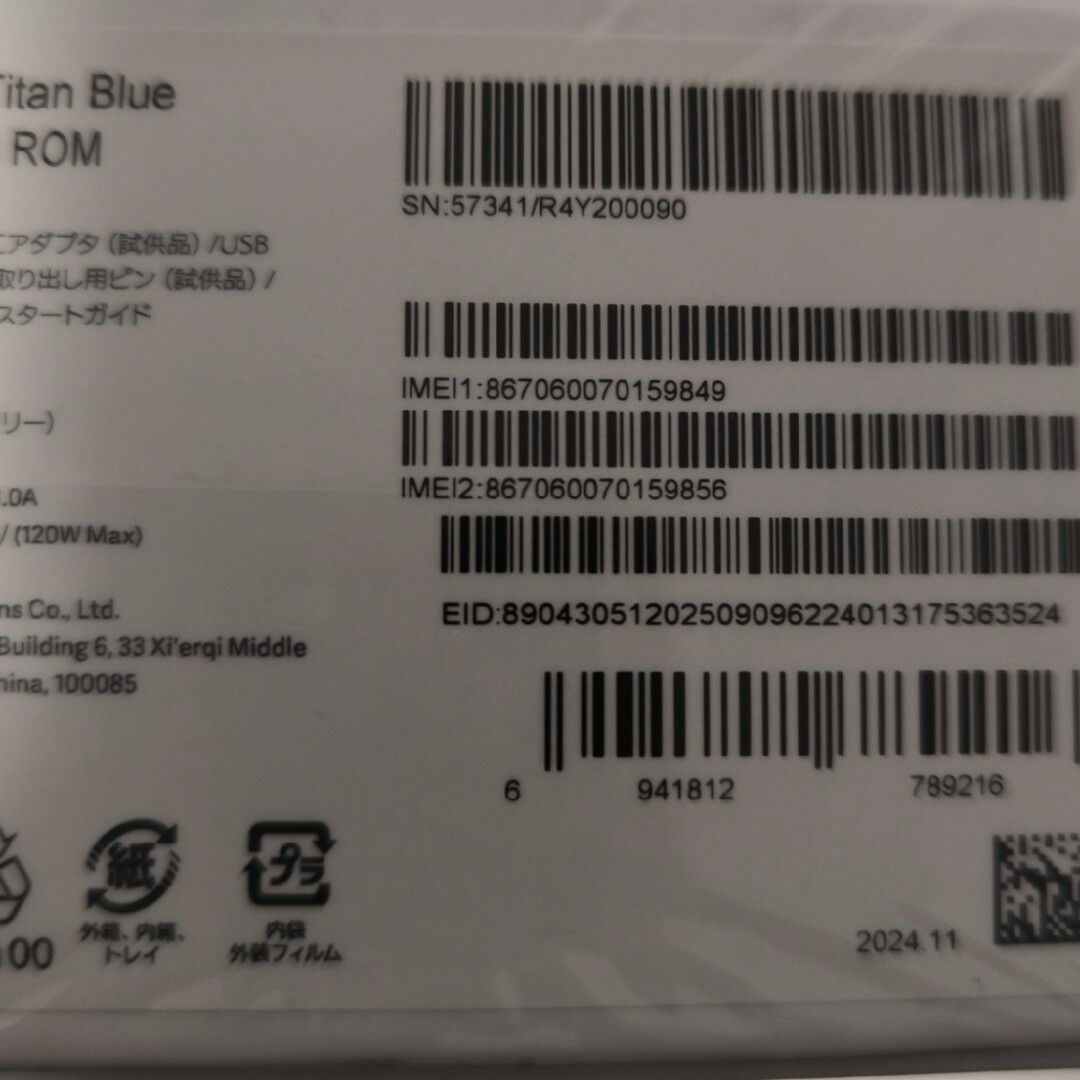 Titan Blue
ROM
アダプタ（試供品）/USB
取り出し用ピン（試供品）/
スタートガイド
リー）
.0A
/ (120W Max)
ns Co., Ltd.
Building 6, 33 Xi'erqi Middle
hina, 100085
SN:57341/R4Y200090
IMEI1:867060070159849
IMEI2:867060070159856
EID:89043051202509096224013175363524
6 941812 789216
紙
外箱、内箱、
トレイ
プラ
内袋
外装フィルム
00
2024.11